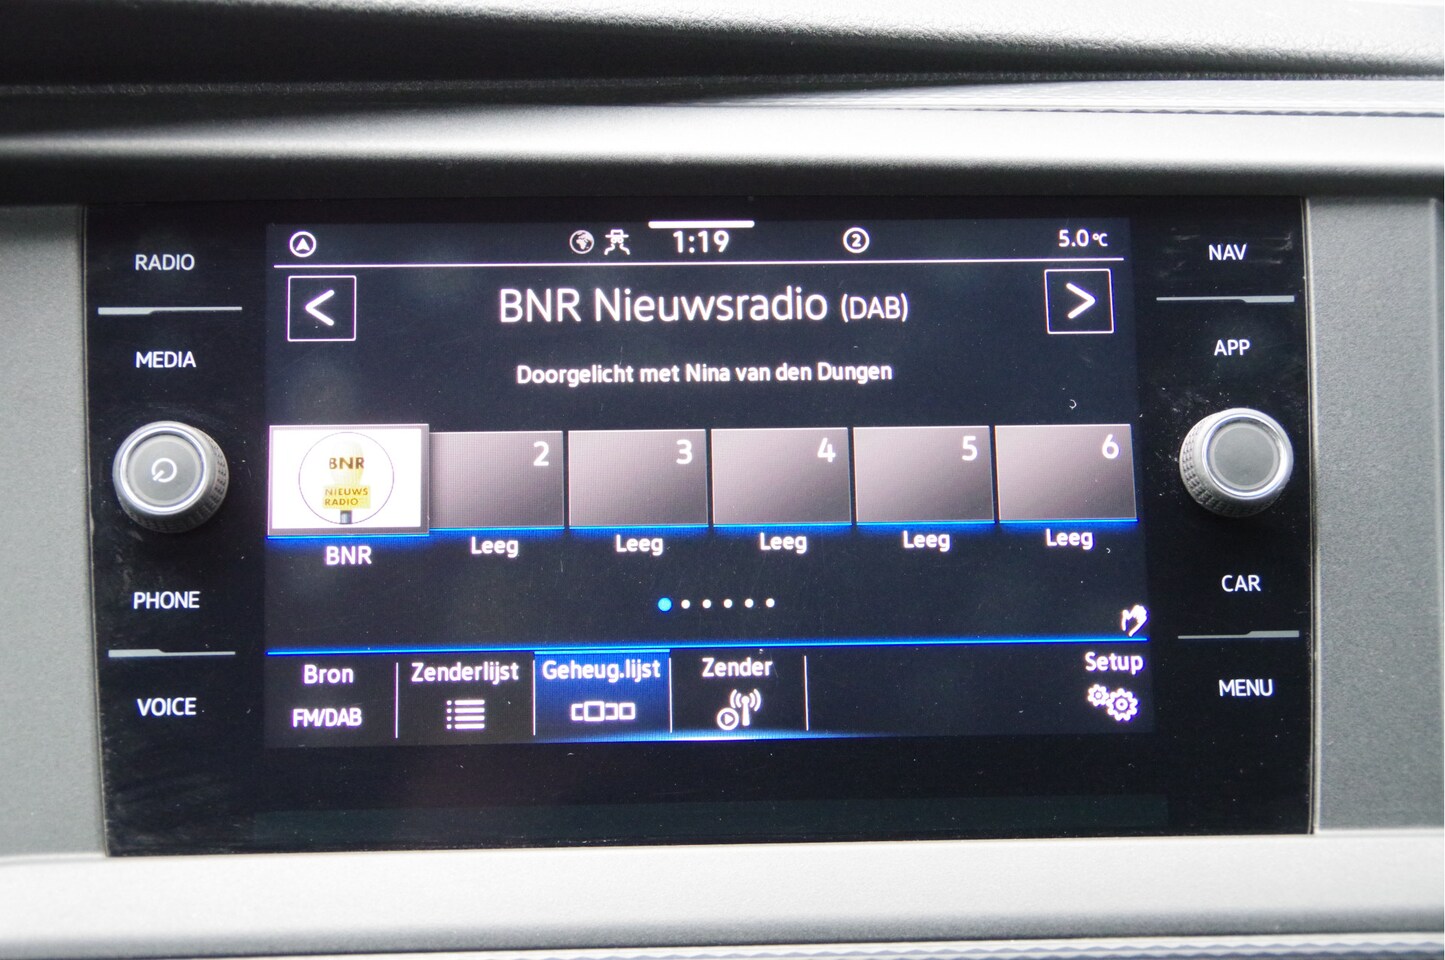 RADIO
MEDIA
PHONE
VOICE
1:19
2
5.0°C
BNR Nieuwsradio (DAB)
Doorgelicht met Nina van den Dungen
BNR
NIEUWS
RADIO
2
3
4
5
6
BNR
Leeg
Leeg
Leeg
Leeg
Leeg
Bron
FM/DAB
Zenderlijst
Geheug.lijst
Zender
Setup
NAV
APP
CAR
MENU